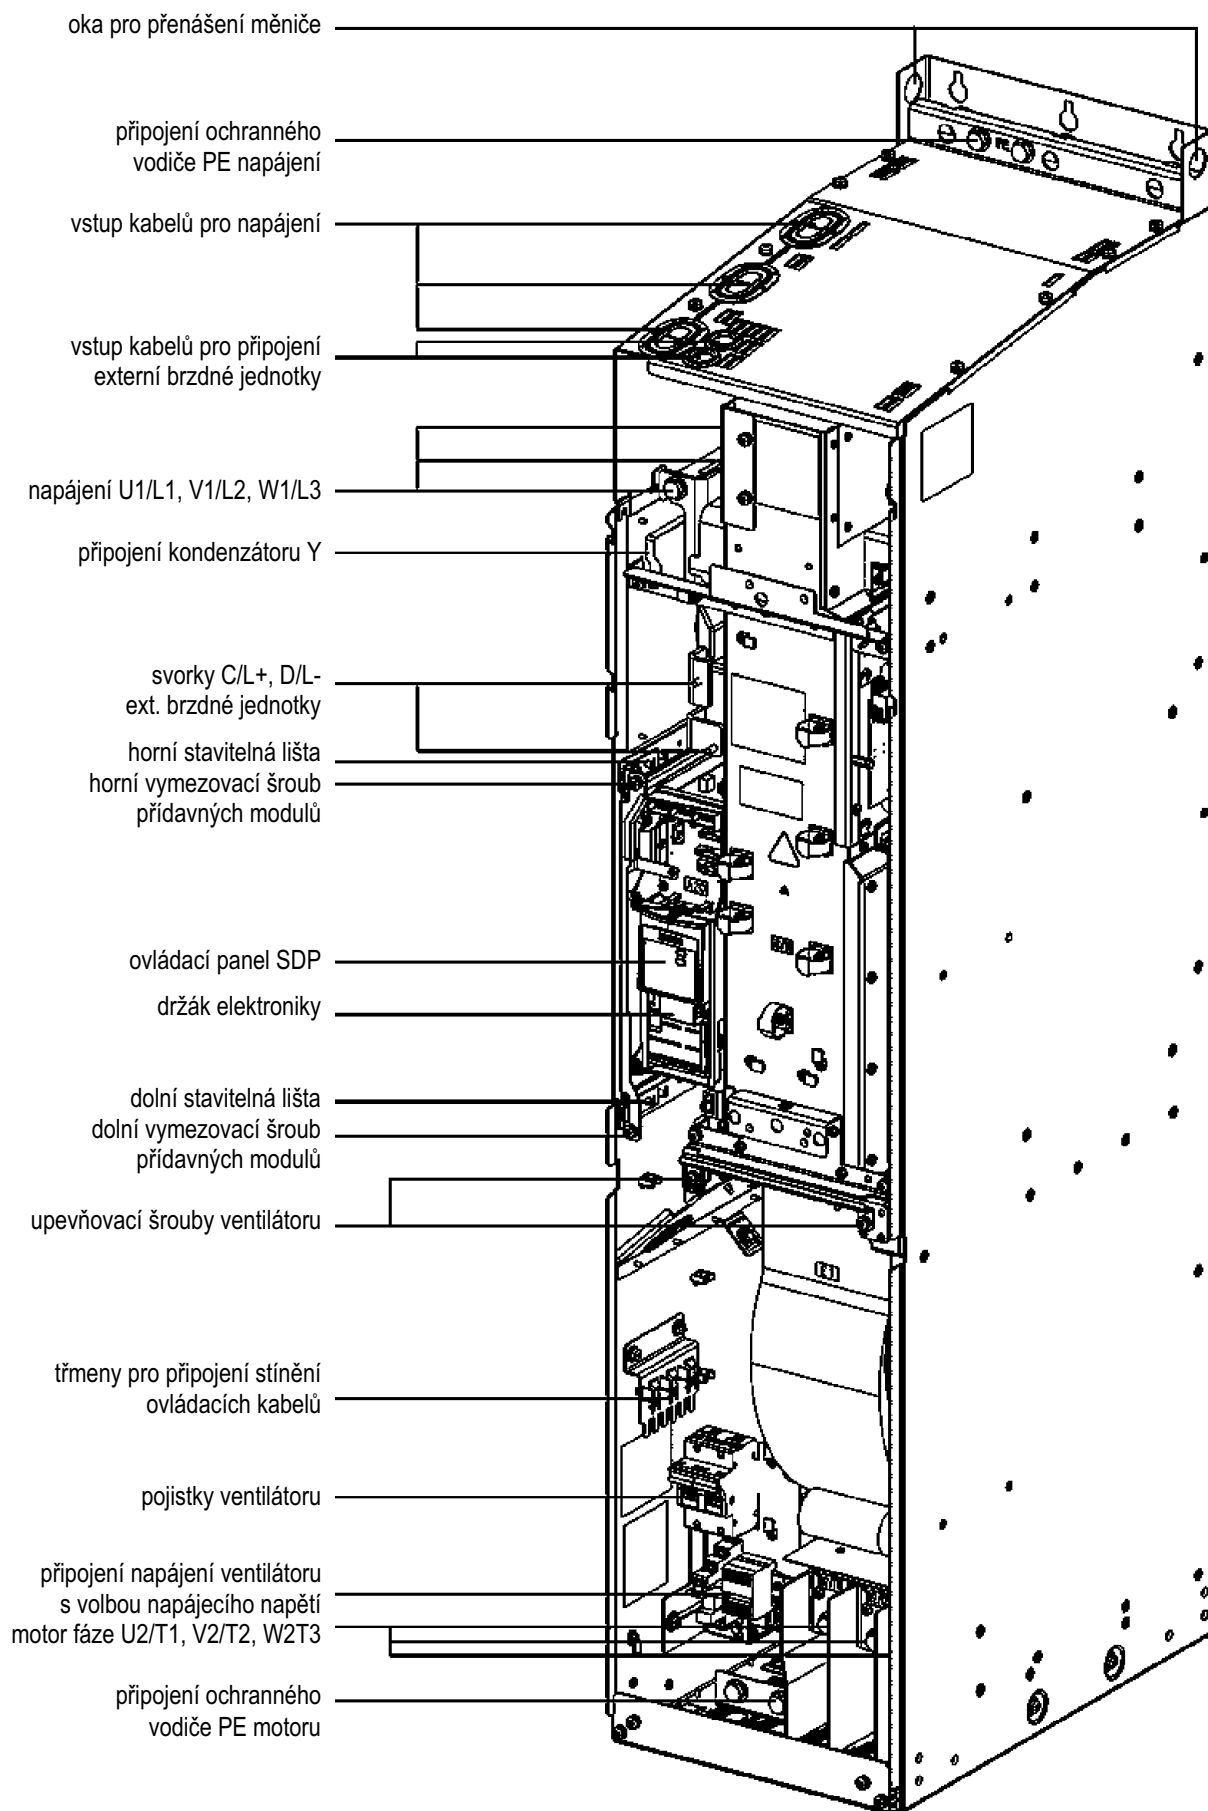 oka pro přenášení měniče
připojení ochranného
vodiče PE napájení
PE
vstup kabelů pro napájení
vstup kabelů pro připojení
externí brzdné jednotky
napájení U1/L1, V1/L2, W1/L3
připojení kondenzátoru Y
svorky C/L+, D/L-
ext. brzdné jednotky
horní stavitelná lišta
horní vymezovací šroub
přídavných modulů
ovládací panel SDP
držák elektroniky
dolní stavitelná lišta
dolní vymezovací šroub
přídavných modulů
upevňovací šrouby ventilátoru
třmeny pro připojení stínění
ovládacích kabelů
pojistky ventilátoru
připojení napájení ventilátoru
s volbou napájecího napětí
motor fáze U2/T1, V2/T2, W2T3
připojení ochranného
vodiče PE motoru